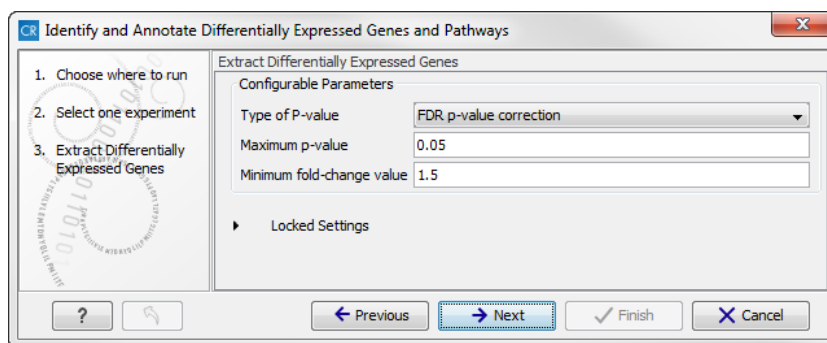 CR Identify and Annotate Differentially Expressed Genes and Pathways X
1. Choose where to run
2. Select one experiment
3. Extract Differentially
Expressed Genes
Extract Differentially Expressed Genes
Configurable Parameters
Type of P-value FDR p-value correction
Maximum p-value 0.05
Minimum fold-change value 1.5
Locked Settings
? Previous Next Finish Cancel